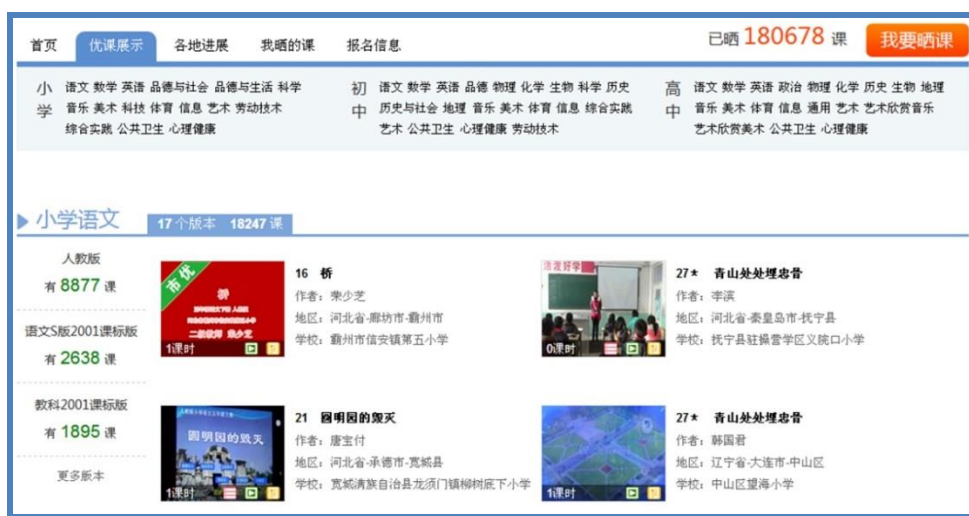 首页 优课展示 各地进展 我晒的课 报名信息 已晒 180678 课 我要晒课
小学 语文 数学 英语 品德与社会 品德与生活 科学
音乐 美术 科技 体育 信息 艺术 劳动技术
综合实践 公共卫生 心理健康
初中 语文 数学 英语 品德 物理 化学 生物 科学 历史
历史与社会 地理 音乐 美术 体育 信息 综合实践
艺术 公共卫生 心理健康 劳动技术
高中 语文 数学 英语 政治 物理 化学 历史 生物 地理
音乐 美术 体育 信息 通用 艺术 艺术欣赏音乐
艺术欣赏美术 公共卫生 心理健康
小学语文 17个版本 18247课
人教版
有 8877 课
语文S版2001课标版
有 2638 课
教科2001课标版
有 1895 课
更多版本
市优
桥
二级教师 荣少芝
1课时
16 桥
作者：荣少芝
地区：河北省-廊坊市-霸州市
学校：霸州市信安镇第五小学
浩渤好学
0课时
27* 青山处处埋忠骨
作者：李滨
地区：河北省-秦皇岛市-抚宁县
学校：抚宁县驻操营学区义院口小学
圆明园的毁灭
1课时
21 圆明园的毁灭
作者：唐宝付
地区：河北省-承德市-宽城县
学校：宽城满族自治县龙须门镇柳树底下小学
1课时
27* 青山处处埋忠骨
作者：韩国君
地区：辽宁省-大连市-中山区
学校：中山区望海小学